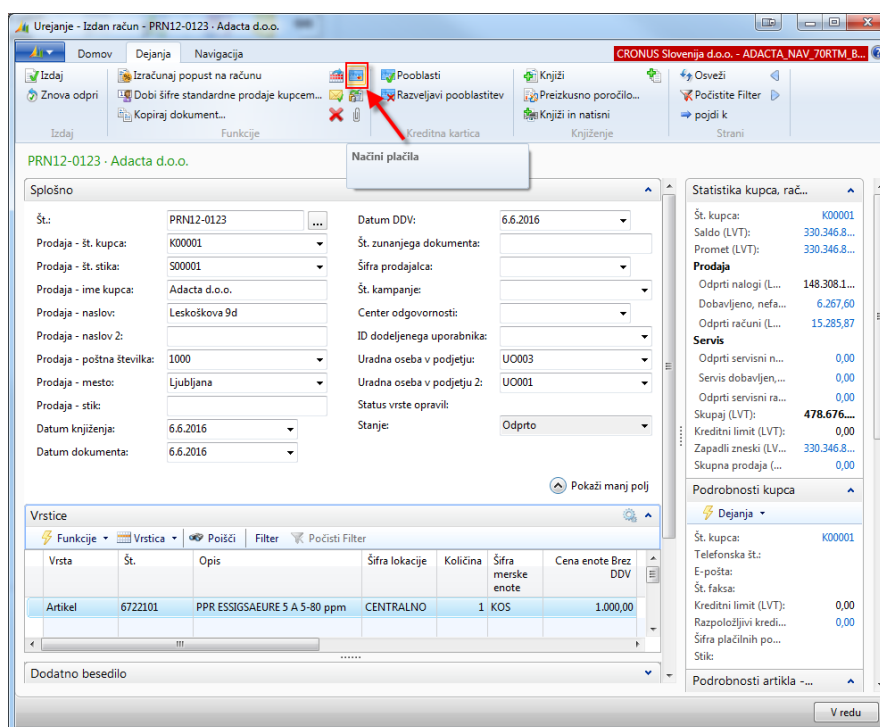 Urejanje - Izdan račun - PRN12-0123 · Adacta d.o.o.
Domov Dejanja Navigacija
CRONUS Slovenija d.o.o. - ADACTA_NAV_70RTM_B...
Izdaj
Znova odpri
Izdaj
Izračunaj popust na računu
Dobi šifre standardne prodaje kupcem...
Kopiraj dokument...
Funkcije
Pooblasti
Razveljavi pooblastitev
Kreditna kartica
Knjiži
Preizkusno poročilo...
Knjiži in natisni
Knjiženje
Osveži
Počistite Filter
pojdi k
Strani
Načini plačila
PRN12-0123 · Adacta d.o.o.
Splošno
Št.: PRN12-0123 ...
Prodaja - št. kupca: K00001
Prodaja - št. stika: S00001
Prodaja - ime kupca: Adacta d.o.o.
Prodaja - naslov: Leskoškova 9d
Prodaja - naslov 2:
Prodaja - poštna številka: 1000
Prodaja - mesto: Ljubljana
Prodaja - stik:
Datum knjiženja: 6.6.2016
Datum dokumenta: 6.6.2016
Datum DDV: 6.6.2016
Št. zunanjega dokumenta:
Šifra prodajalca:
Št. kampanje:
Center odgovornosti:
ID dodeljenega uporabnika:
Uradna oseba v podjetju: UO003
Uradna oseba v podjetju 2: UO001
Status vrste opravil:
Stanje: Odprto
Pokaži manj polj
Vrstice
Funkcije Vrstica Poišči Filter Počisti Filter
Vrsta Št. Opis Šifra lokacije Količina Šifra merske enote Cena enote Brez DDV
Artikel 6722101 PPR ESSIGSAEURE 5 A 5-80 ppm CENTRALNO 1 KOS 1.000,00
Dodatno besedilo
Statistika kupca, rač...
Št. kupca: K00001
Saldo (LVT): 330.346.8...
Promet (LVT): 330.346.8...
Prodaja
Odprti nalogi (L... 148.308.1...
Dobavljeno, nefa... 6.267,60
Odprti računi (L... 15.285,87
Servis
Odprti servisni n... 0,00
Servis dobavljen,... 0,00
Odprti servisni ra... 0,00
Skupaj (LVT): 478.676....
Kreditni limit (LVT): 0,00
Zapadli zneski (LV... 330.346.8...
Skupna prodaja (... 0,00
Podrobnosti kupca
Dejanja
Št. kupca: K00001
Telefonska št.:
E-pošta:
Št. faksa:
Kreditni limit (LVT): 0,00
Razpoložljivi kredi... 0,00
Šifra plačilnih po...
Stik:
Podrobnosti artikla -...
V redu